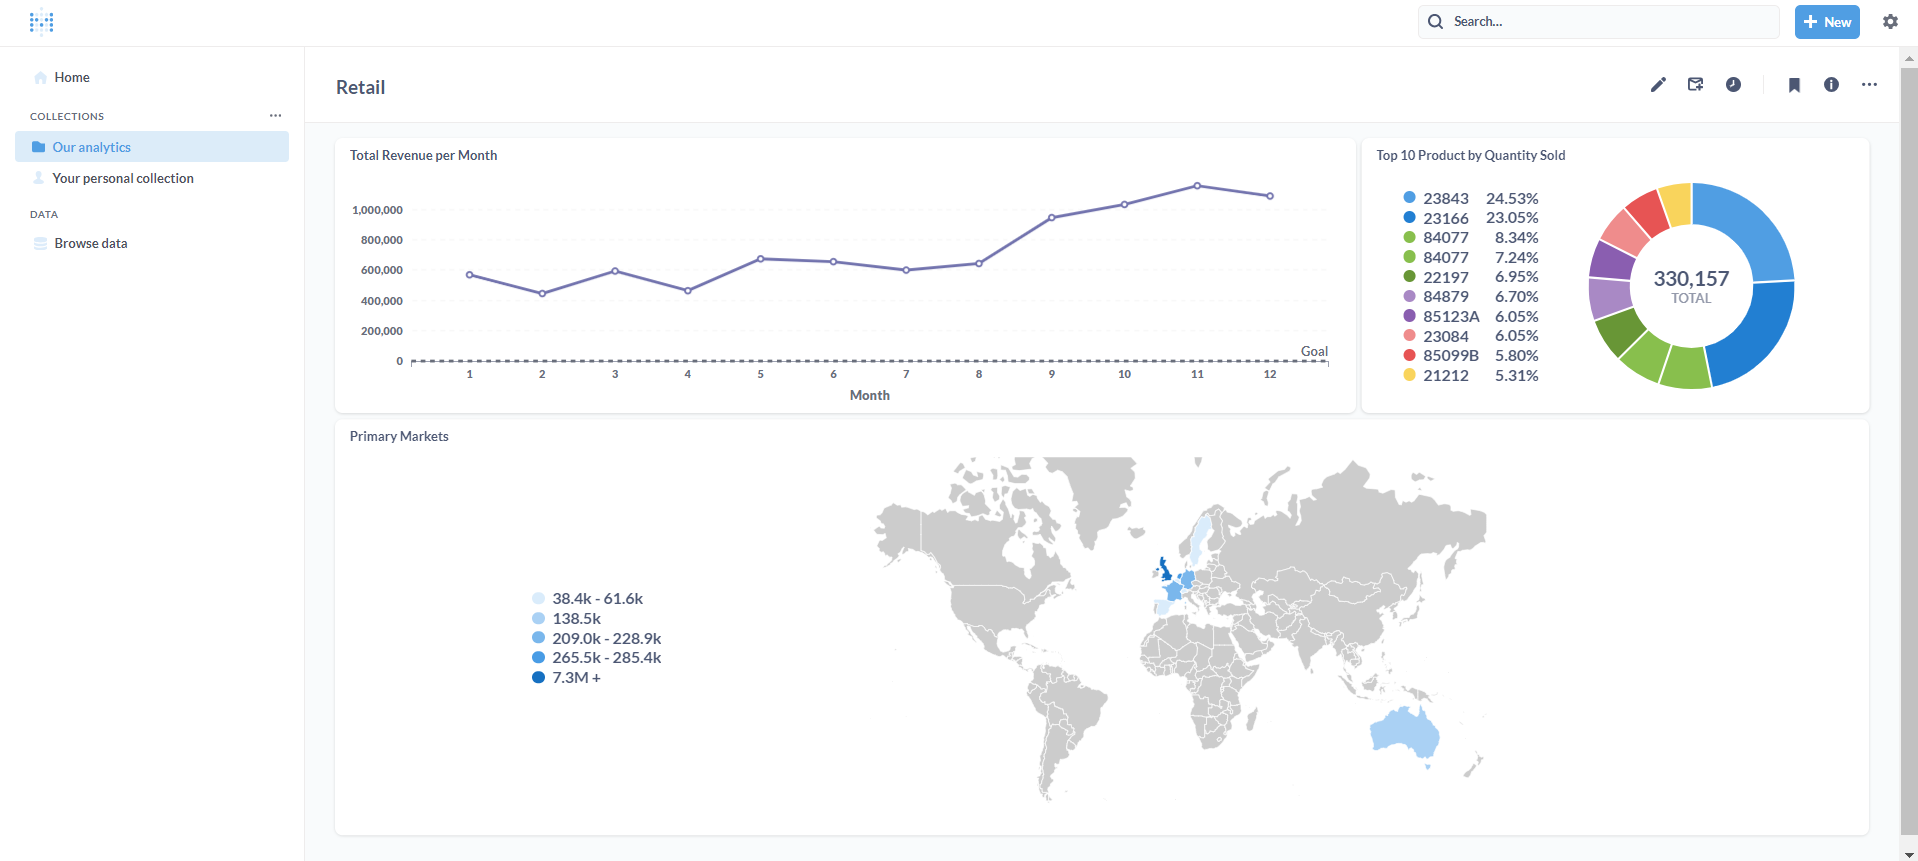 Search...
New
Home
COLLECTIONS
Our analytics
Your personal collection
DATA
Browse data
Retail
Total Revenue per Month
1,000,000
800,000
600,000
400,000
200,000
0
Goal
1 2 3 4 5 6 7 8 9 10 11 12
Month
Top 10 Product by Quantity Sold
23843 24.53%
23166 23.05%
84077 8.34%
84077 7.24%
22197 6.95%
84879 6.70%
85123A 6.05%
23084 6.05%
85099B 5.80%
21212 5.31%
330,157
TOTAL
Primary Markets
38.4k - 61.6k
138.5k
209.0k - 228.9k
265.5k - 285.4k
7.3M +